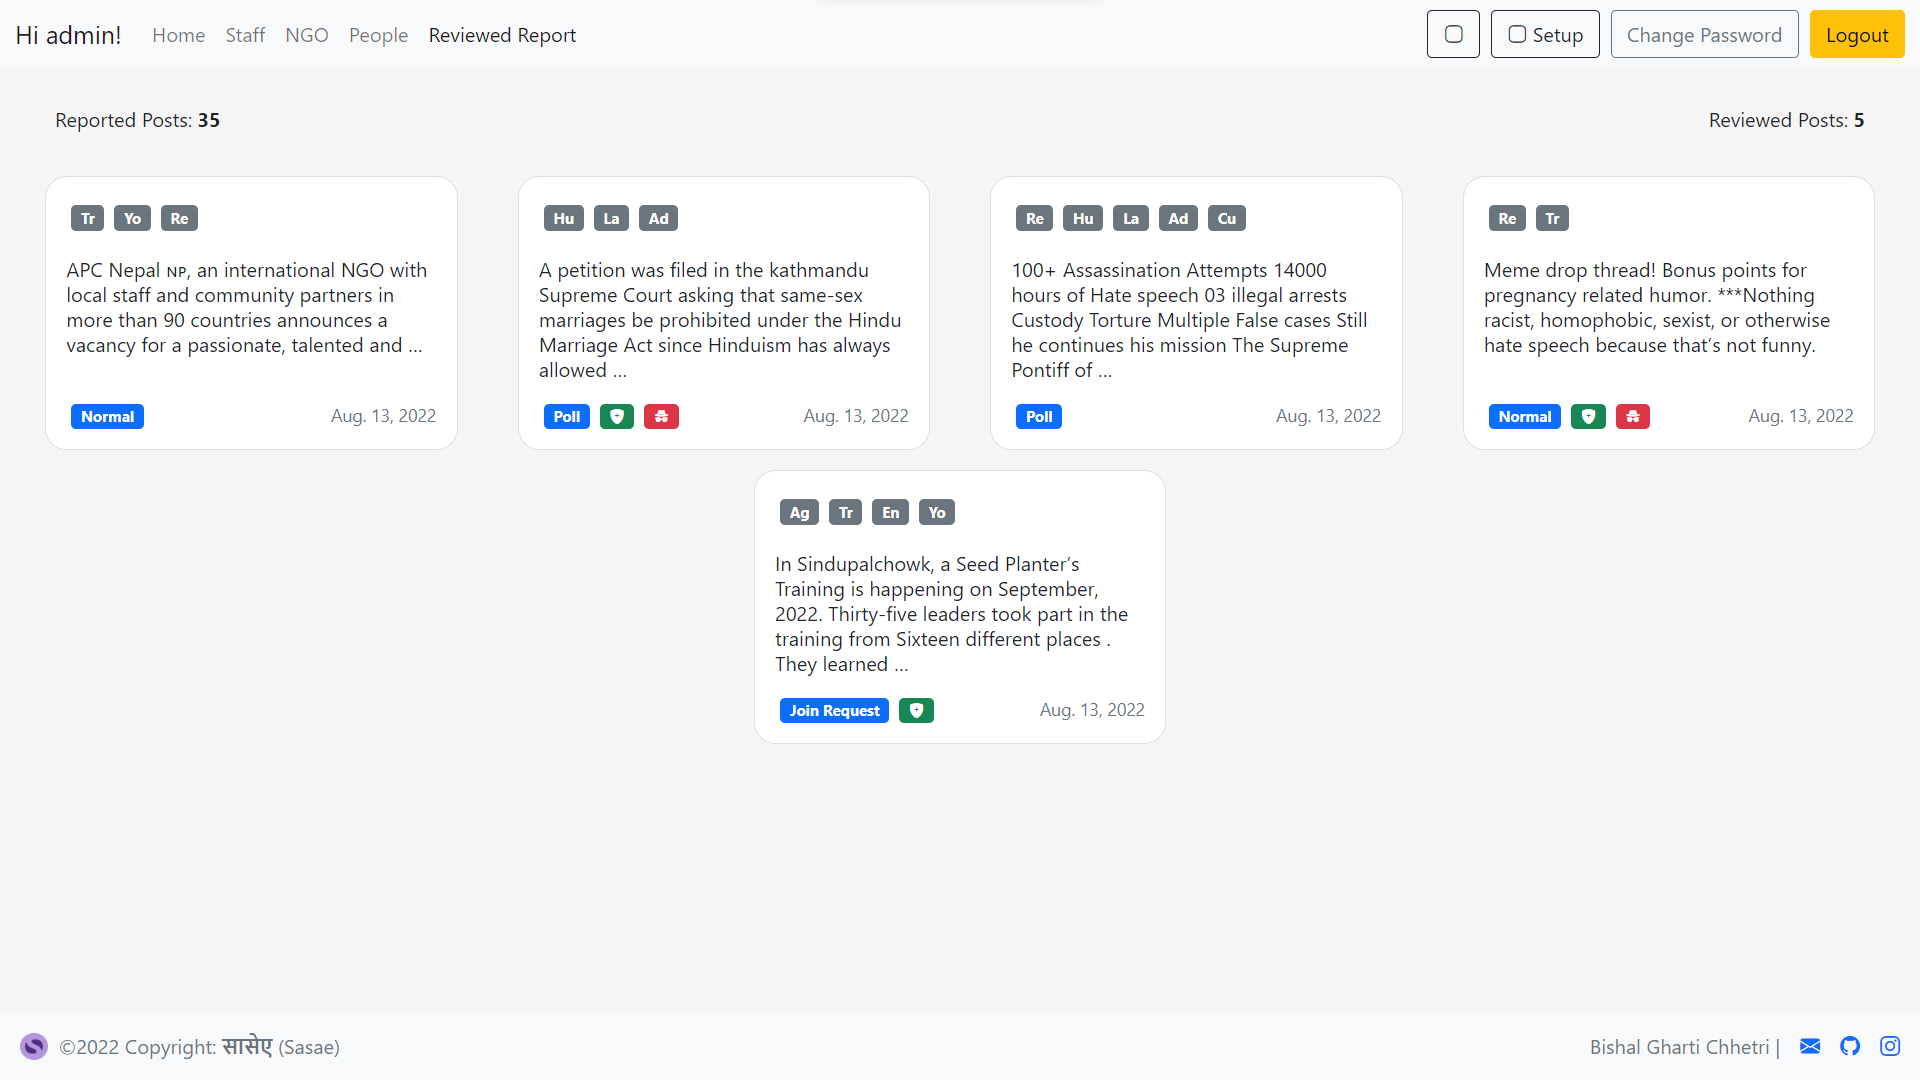 Hi admin! Home Staff NGO People Reviewed Report Setup Change Password Logout
Reported Posts: 35 Reviewed Posts: 5
Tr Yo Re
APC Nepal ɴᴘ, an international NGO with
local staff and community partners in
more than 90 countries announces a
vacancy for a passionate, talented and ...
Normal Aug. 13, 2022
Hu La Ad
A petition was filed in the kathmandu
Supreme Court asking that same-sex
marriages be prohibited under the Hindu
Marriage Act since Hinduism has always
allowed ...
Poll Aug. 13, 2022
Re Hu La Ad Cu
100+ Assassination Attempts 14000
hours of Hate speech 03 illegal arrests
Custody Torture Multiple False cases Still
he continues his mission The Supreme
Pontiff of ...
Poll Aug. 13, 2022
Re Tr
Meme drop thread! Bonus points for
pregnancy related humor. ***Nothing
racist, homophobic, sexist, or otherwise
hate speech because that’s not funny.
Normal Aug. 13, 2022
Ag Tr En Yo
In Sindupalchowk, a Seed Planter’s
Training is happening on September,
2022. Thirty-five leaders took part in the
training from Sixteen different places .
They learned ...
Join Request Aug. 13, 2022
©2022 Copyright: सासेए (Sasae) Bishal Gharti Chhetri |